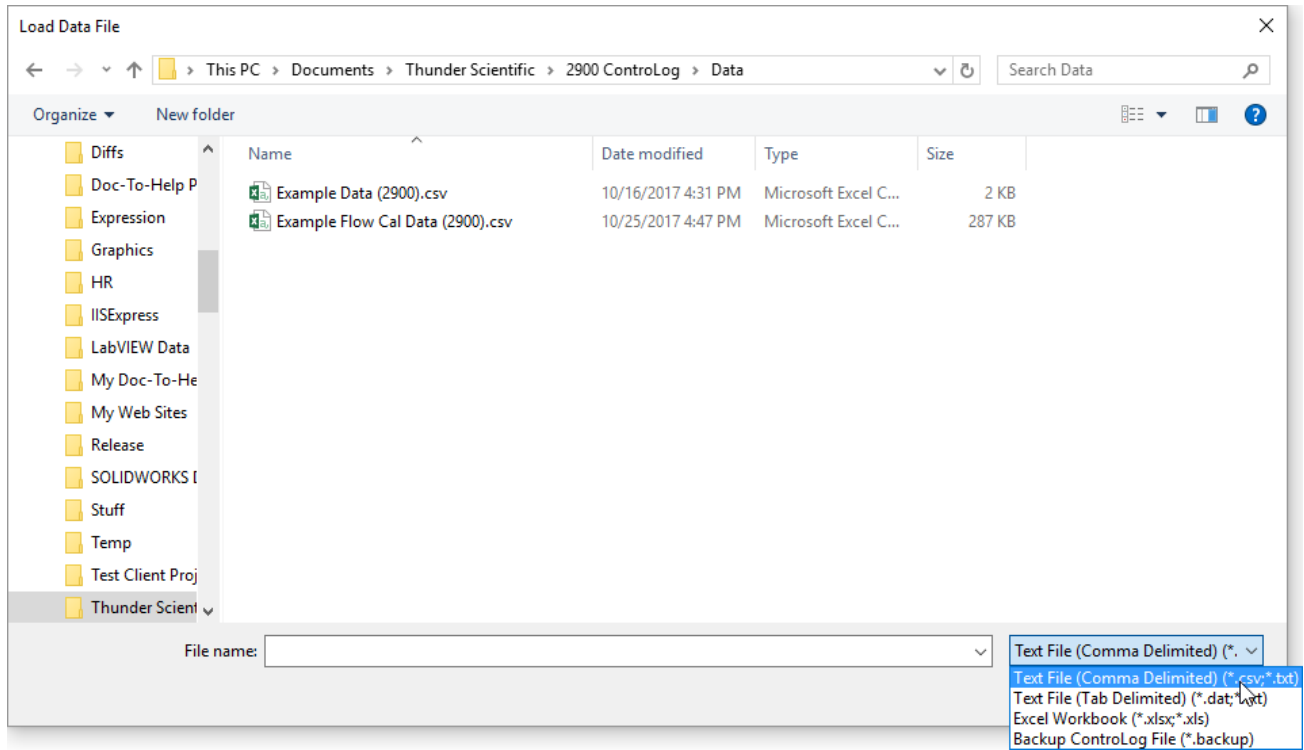 Load Data File
This PC > Documents > Thunder Scientific > 2900 ControLog > Data
Search Data
Organize
New folder
Diffs
Doc-To-Help P
Expression
Graphics
HR
IISExpress
LabVIEW Data
My Doc-To-He
My Web Sites
Release
SOLIDWORKS D
Stuff
Temp
Test Client Proj
Thunder Scient
Name Date modified Type Size
Example Data (2900).csv 10/16/2017 4:31 PM Microsoft Excel C... 2 KB
Example Flow Cal Data (2900).csv 10/25/2017 4:47 PM Microsoft Excel C... 287 KB
File name:
Text File (Comma Delimited) (*.
Text File (Comma Delimited) (*.csv;*.txt)
Text File (Tab Delimited) (*.dat;*.txt)
Excel Workbook (*.xlsx;*.xls)
Backup ControLog File (*.backup)